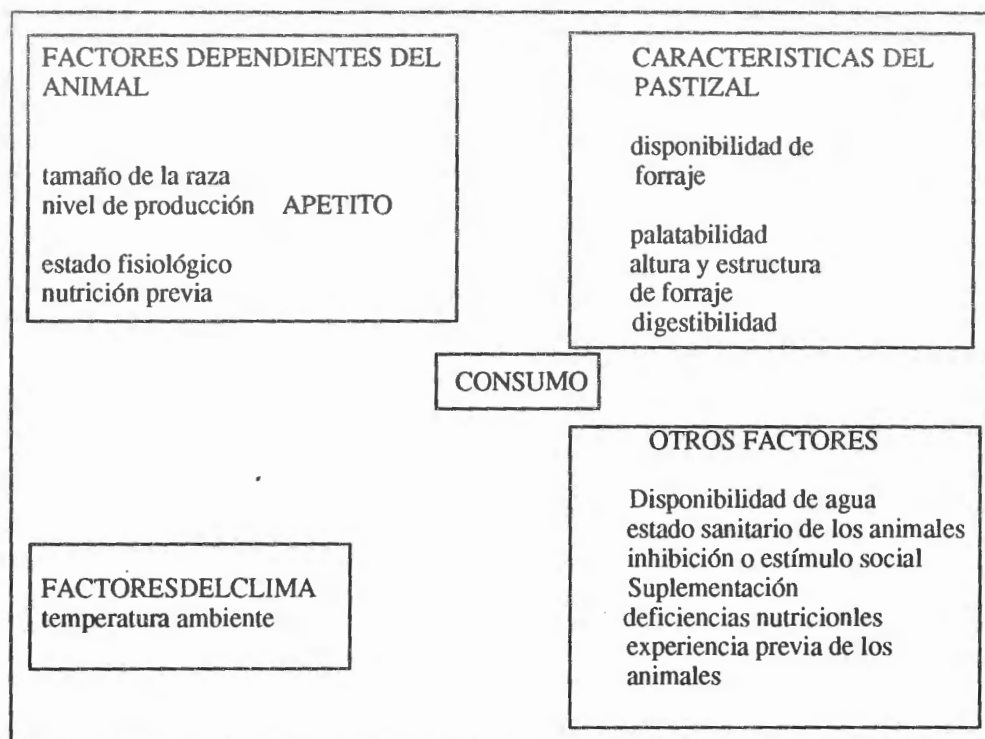 FACTORES DEPENDIENTES DEL
ANIMAL
tamaño de la raza
nivel de producción APETITO
estado fisiológico
nutrición previa
CARACTERISTICAS DEL
PASTIZAL
disponibilidad de
forraje
palatabilidad
altura y estructura
de forraje
digestibilidad
CONSUMO
FACTORESDELCLIMA
temperatura ambiente
OTROS FACTORES
Disponibilidad de agua
estado sanitario de los animales
inhibición o estímulo social
Suplementación
deficiencias nutricionles
experiencia previa de los
animales